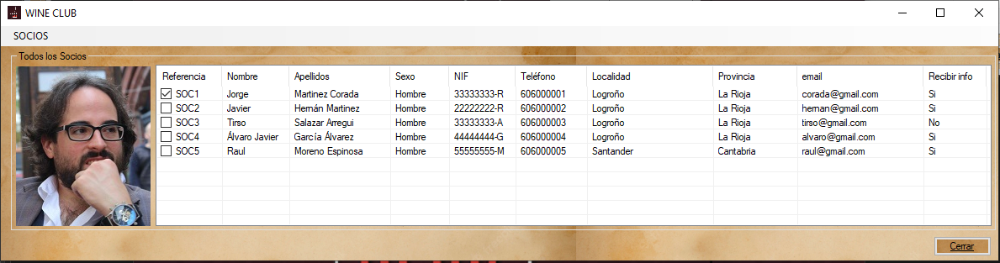 WINE CLUB
SOCIOS
Todos los Socios
Referencia Nombre Apellidos Sexo NIF Teléfono Localidad Provincia email Recibir info
SOC1 Jorge Martinez Corada Hombre 33333333-R 606000001 Logroño La Rioja corada@gmail.com Si
SOC2 Javier Hernán Martinez Hombre 22222222-R 606000002 Logroño La Rioja hernan@gmail.com Si
SOC3 Tirso Salazar Arregui Hombre 33333333-A 606000003 Logroño La Rioja tirso@gmail.com No
SOC4 Álvaro Javier García Álvarez Hombre 44444444-G 606000004 Logroño La Rioja alvaro@gmail.com Si
SOC5 Raul Moreno Espinosa Hombre 55555555-M 606000005 Santander Cantabria raul@gmail.com Si
Cerrar